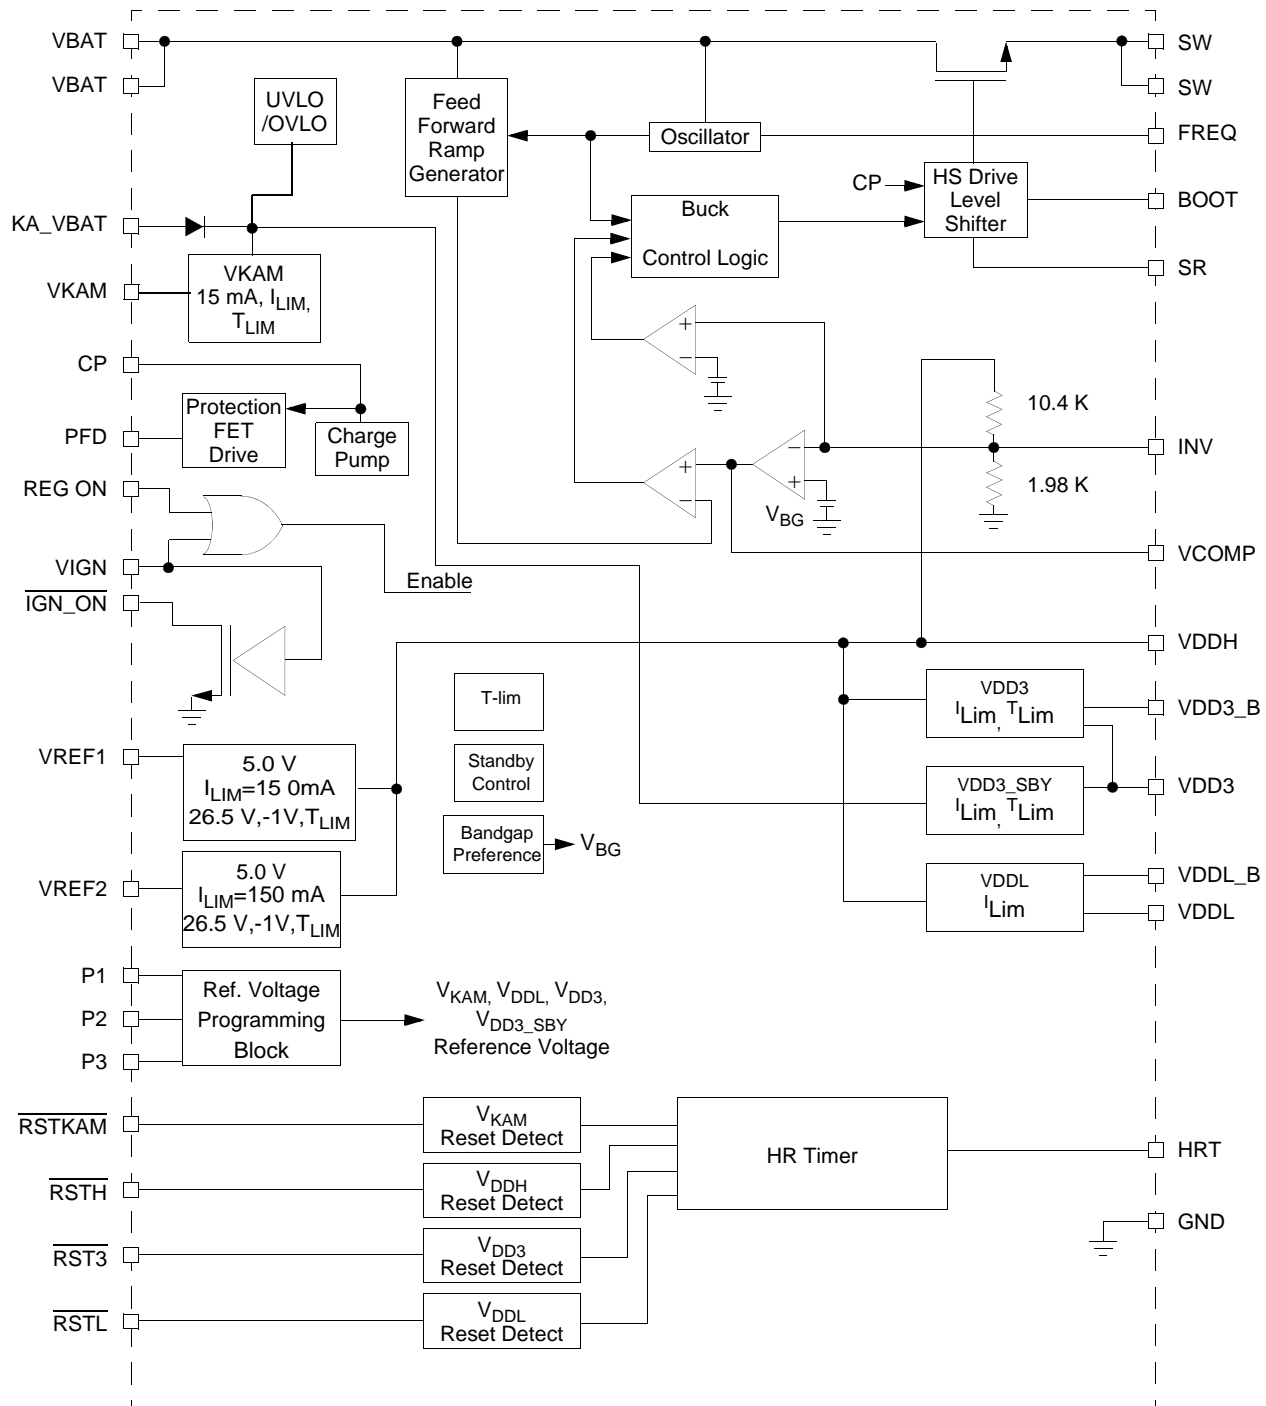 VBAT
VBAT
UVLO
/OVLO
Feed
Forward
Ramp
Generator
Oscillator
SW
SW
FREQ
CP
HS Drive
Level
Shifter
BOOT
SR
Buck
Control Logic
KA_VBAT
VKAM
VKAM
15 mA, ILIM,
TLIM
CP
PFD
Protection
FET
Drive
Charge
Pump
+
−
+
−
−
+
VBG
10.4 K
1.98 K
INV
VCOMP
REG ON
VIGN
IGN_ON
Enable
VDDH
T-lim
Standby
Control
Bandgap
Preference
VBG
VDD3
ILim, TLim
VDD3_B
VDD3_SBY
ILim, TLim
VDD3
VDDL
ILim
VDDL_B
VDDL
VREF1
5.0 V
ILIM=15 0mA
26.5 V,-1V,TLIM
VREF2
5.0 V
ILIM=150 mA
26.5 V,-1V,TLIM
P1
P2
P3
Ref. Voltage
Programming
Block
VKAM, VDDL, VDD3,
VDD3_SBY
Reference Voltage
RSTKAM
VKAM
Reset Detect
RSTH
VDDH
Reset Detect
RST3
VDD3
Reset Detect
RSTL
VDDL
Reset Detect
HR Timer
HRT
GND